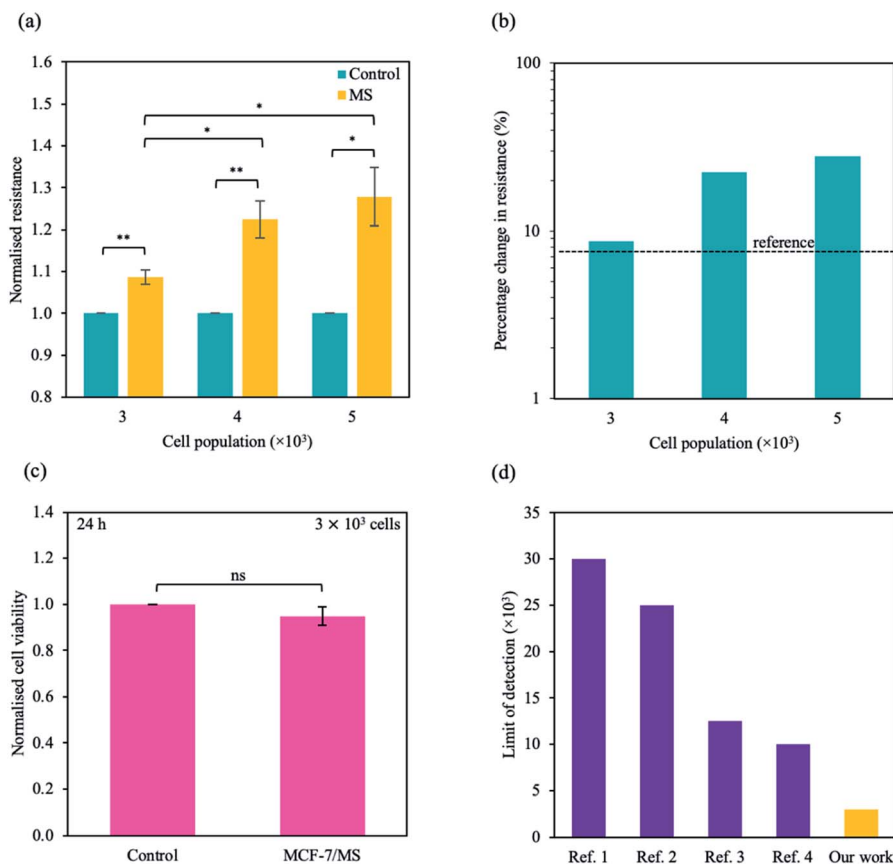 (a)
Normalised resistance
1.6
1.5
1.4
1.3
1.2
1.1
1.0
0.9
0.8
Control
MS
*
*
*
**
**
3
4
5
Cell population (×10³)
(b)
Percentage change in resistance (%)
100
10
1
reference
3
4
5
Cell population (×10³)
(c)
Normalised cell viability
1.4
1.2
1.0
0.8
0.6
0.4
0.2
0.0
24 h
3 × 10³ cells
ns
Control
MCF-7/MS
(d)
Limit of detection (×10³)
35
30
25
20
15
10
5
0
Ref. 1
Ref. 2
Ref. 3
Ref. 4
Our work